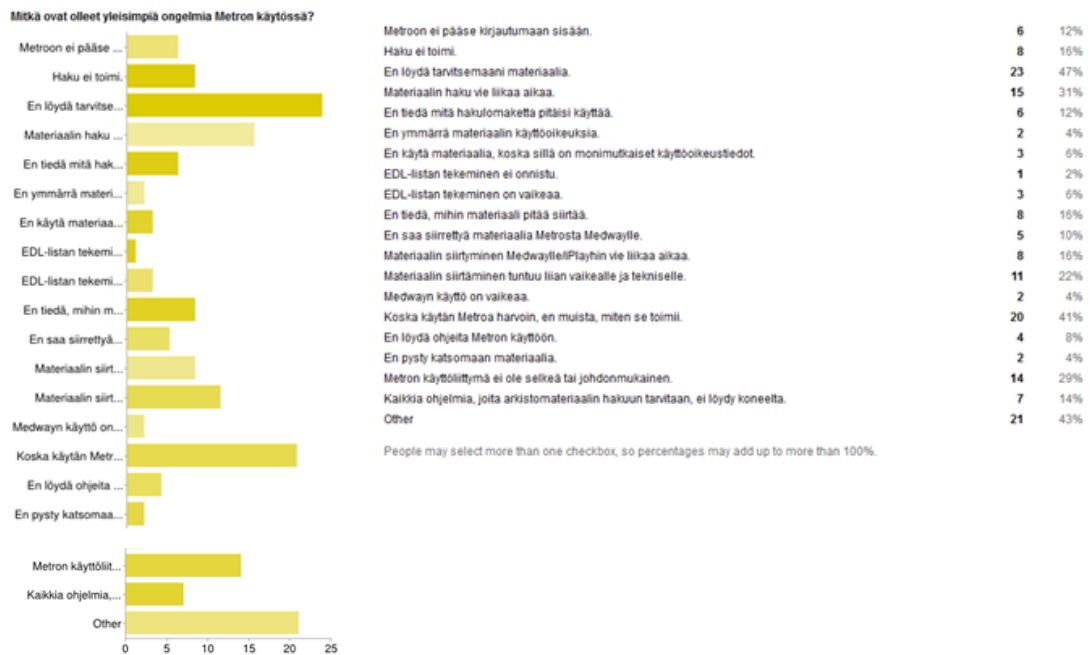 Mitkä ovat olleet yleisimpiä ongelmia Metron käytössä?
Metroon ei pääse ...
Haku ei toimi.
En löydä tarvitse...
Materiaalin haku ...
En tiedä mitä hak...
En ymmärrä materi...
En käytä materiaa...
EDL-listan tekemi...
EDL-listan tekemi...
En tiedä, mihin m...
En saa siirrettyä...
Materiaalin siirt...
Materiaalin siirt...
Medwayn käyttö on...
Koska käytän Metr...
En löydä ohjeita ...
En pysty katsomaa...
Metron käyttöliit...
Kaikkia ohjelmia,...
Other
0 5 10 15 20 25
Metroon ei pääse kirjautumaan sisään. 6 12%
Haku ei toimi. 8 16%
En löydä tarvitsemaani materiaalia. 23 47%
Materiaalin haku vie liikaa aikaa. 15 31%
En tiedä mitä hakulomaketta pitäisi käyttää. 6 12%
En ymmärrä materiaalin käyttöoikeuksia. 2 4%
En käytä materiaalia, koska sillä on monimutkaiset käyttöoikeustiedot. 3 6%
EDL-listan tekeminen ei onnistu. 1 2%
EDL-listan tekeminen on vaikeaa. 3 6%
En tiedä, mihin materiaali pitää siirtää. 8 16%
En saa siirrettyä materiaalia Metrosta Medwaylle. 5 10%
Materiaalin siirtyminen Medwaylle/iPlayhin vie liikaa aikaa. 8 16%
Materiaalin siirtäminen tuntuu liian vaikealle ja tekniselle. 11 22%
Medwayn käyttö on vaikeaa. 2 4%
Koska käytän Metroa harvoin, en muista, miten se toimii. 20 41%
En löydä ohjeita Metron käyttöön. 4 8%
En pysty katsomaan materiaalia. 2 4%
Metron käyttöliittymä ei ole selkeä tai johdonmukainen. 14 29%
Kaikkia ohjelmia, joita arkistomateriaalin hakuun tarvitaan, ei löydy koneelta. 7 14%
Other 21 43%
People may select more than one checkbox, so percentages may add up to more than 100%.